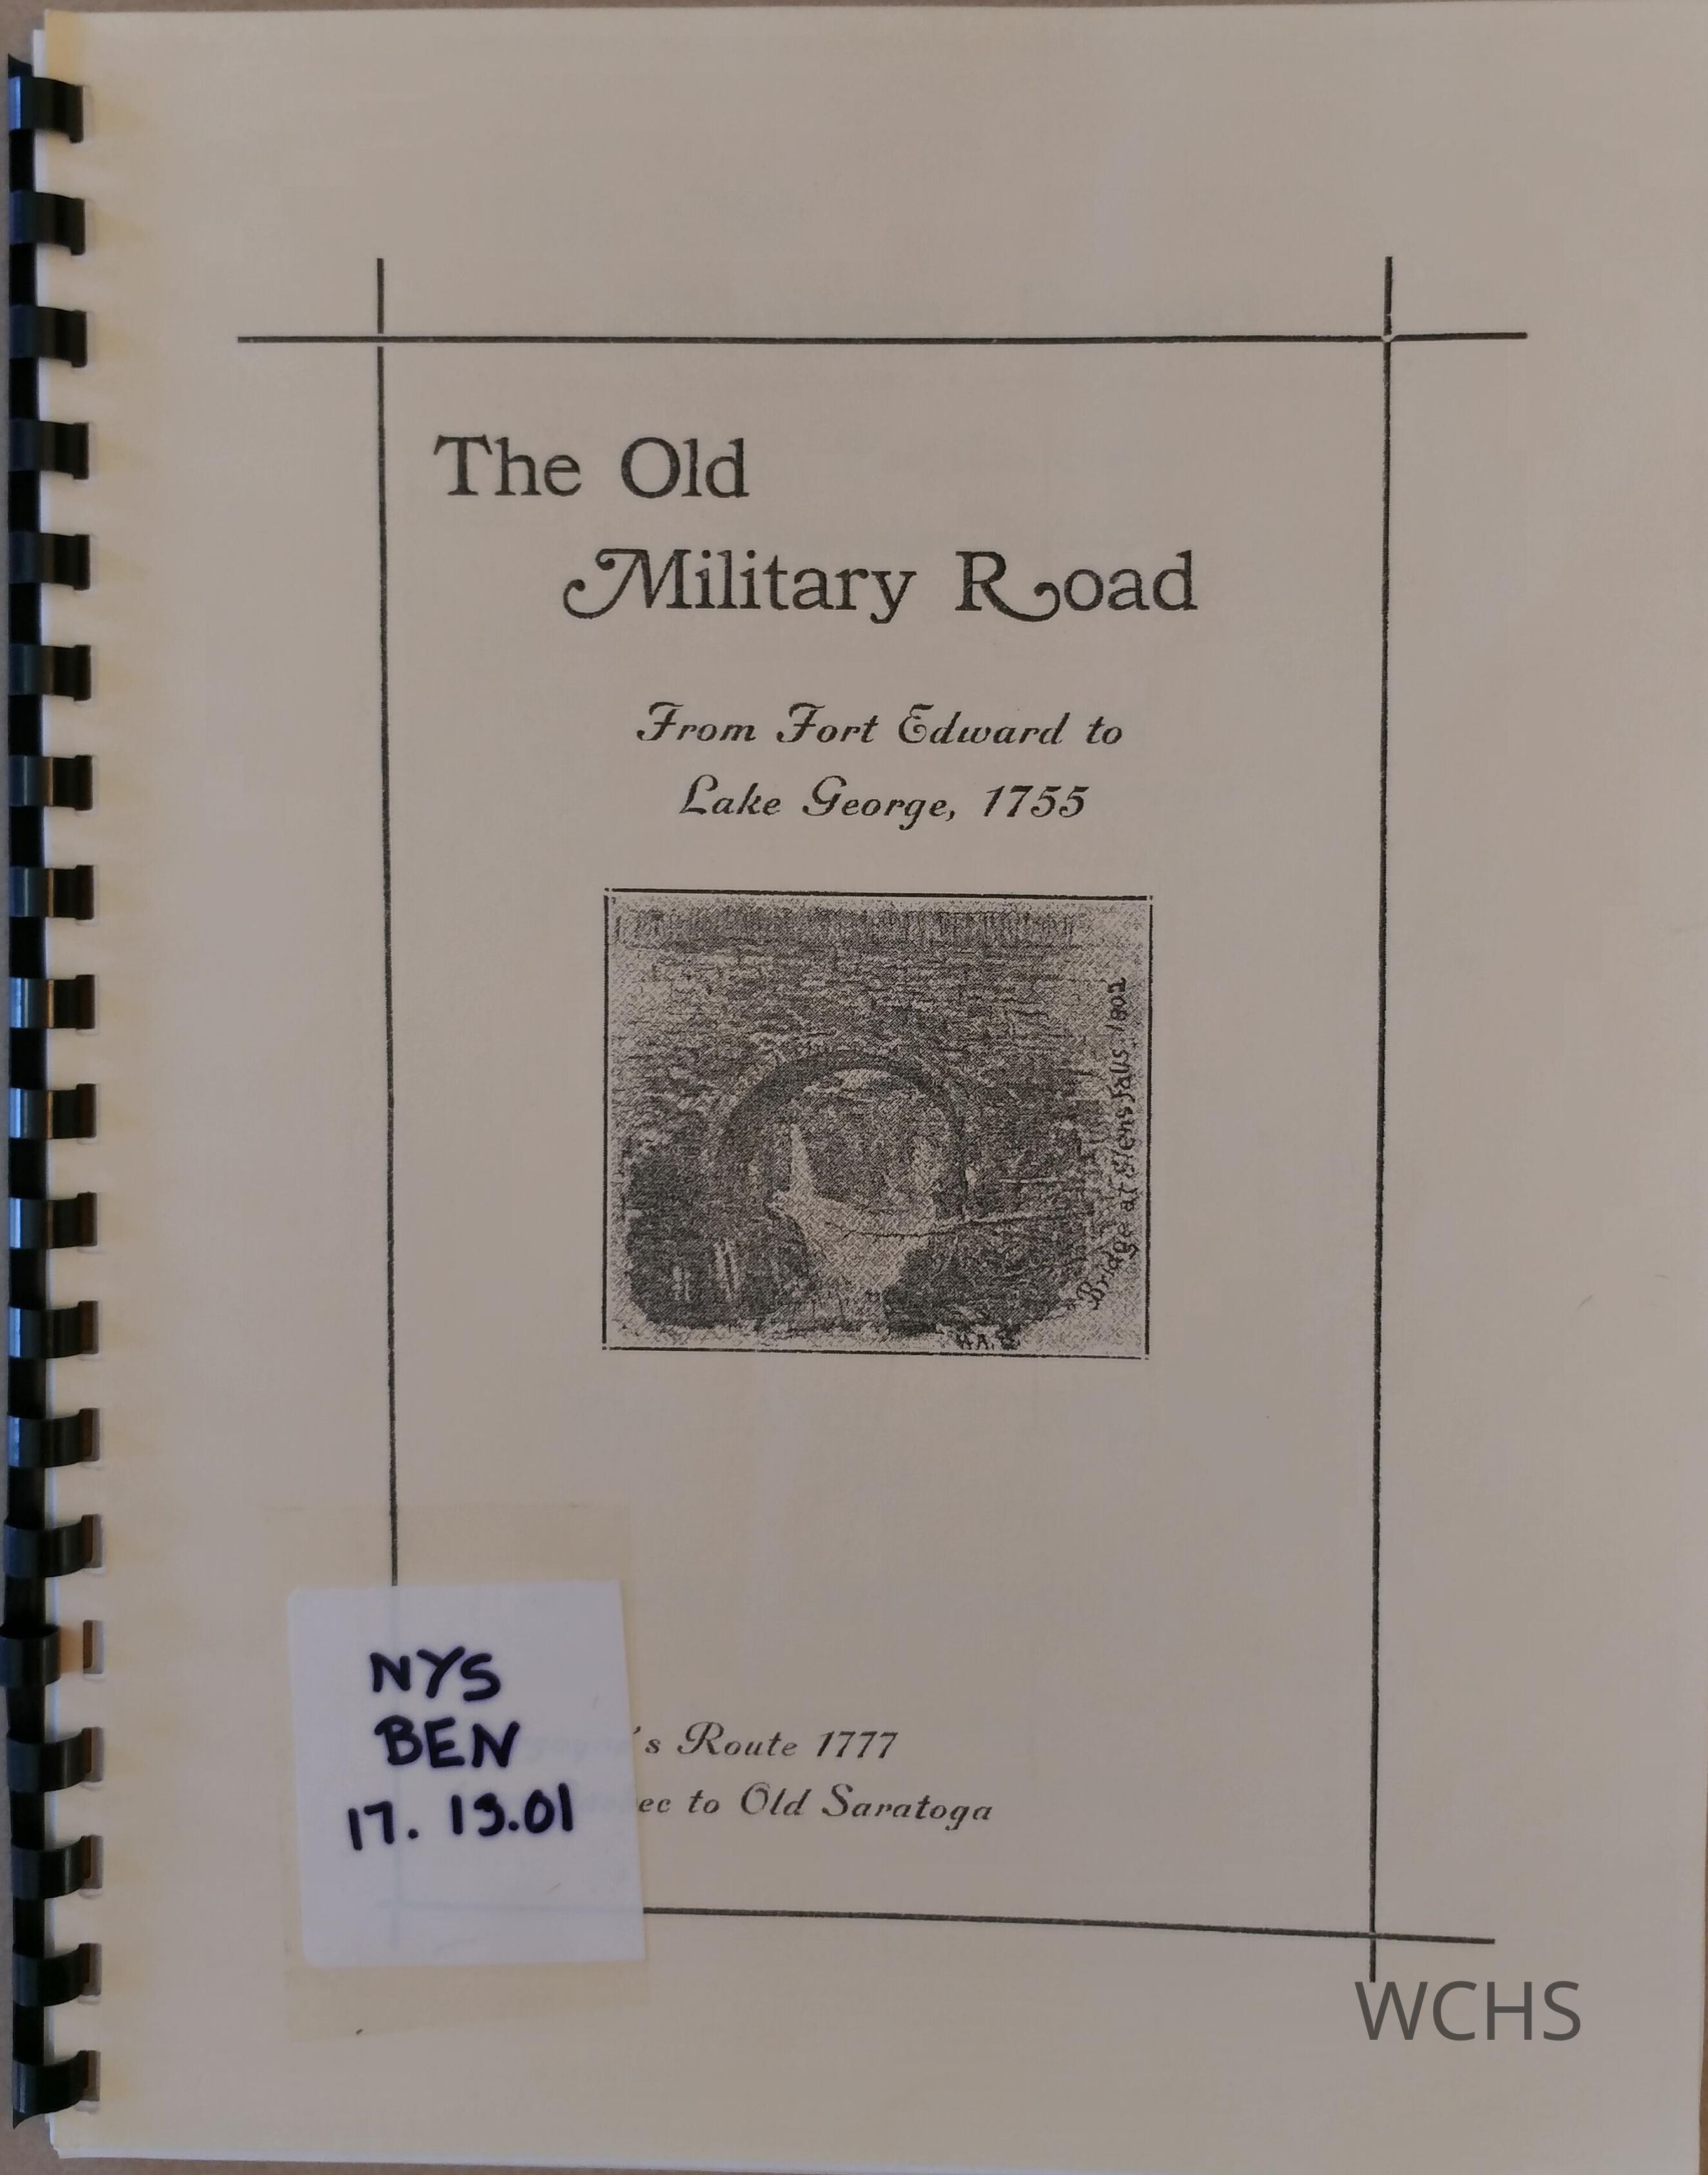 The Old
Military Road
From Fort Edward to
Lake George, 1755
Bridge at Glens falls 1802
H.A.
NYS
BEN
17. 13.01
's Route 1777
ec to Old Saratoga
WCHS